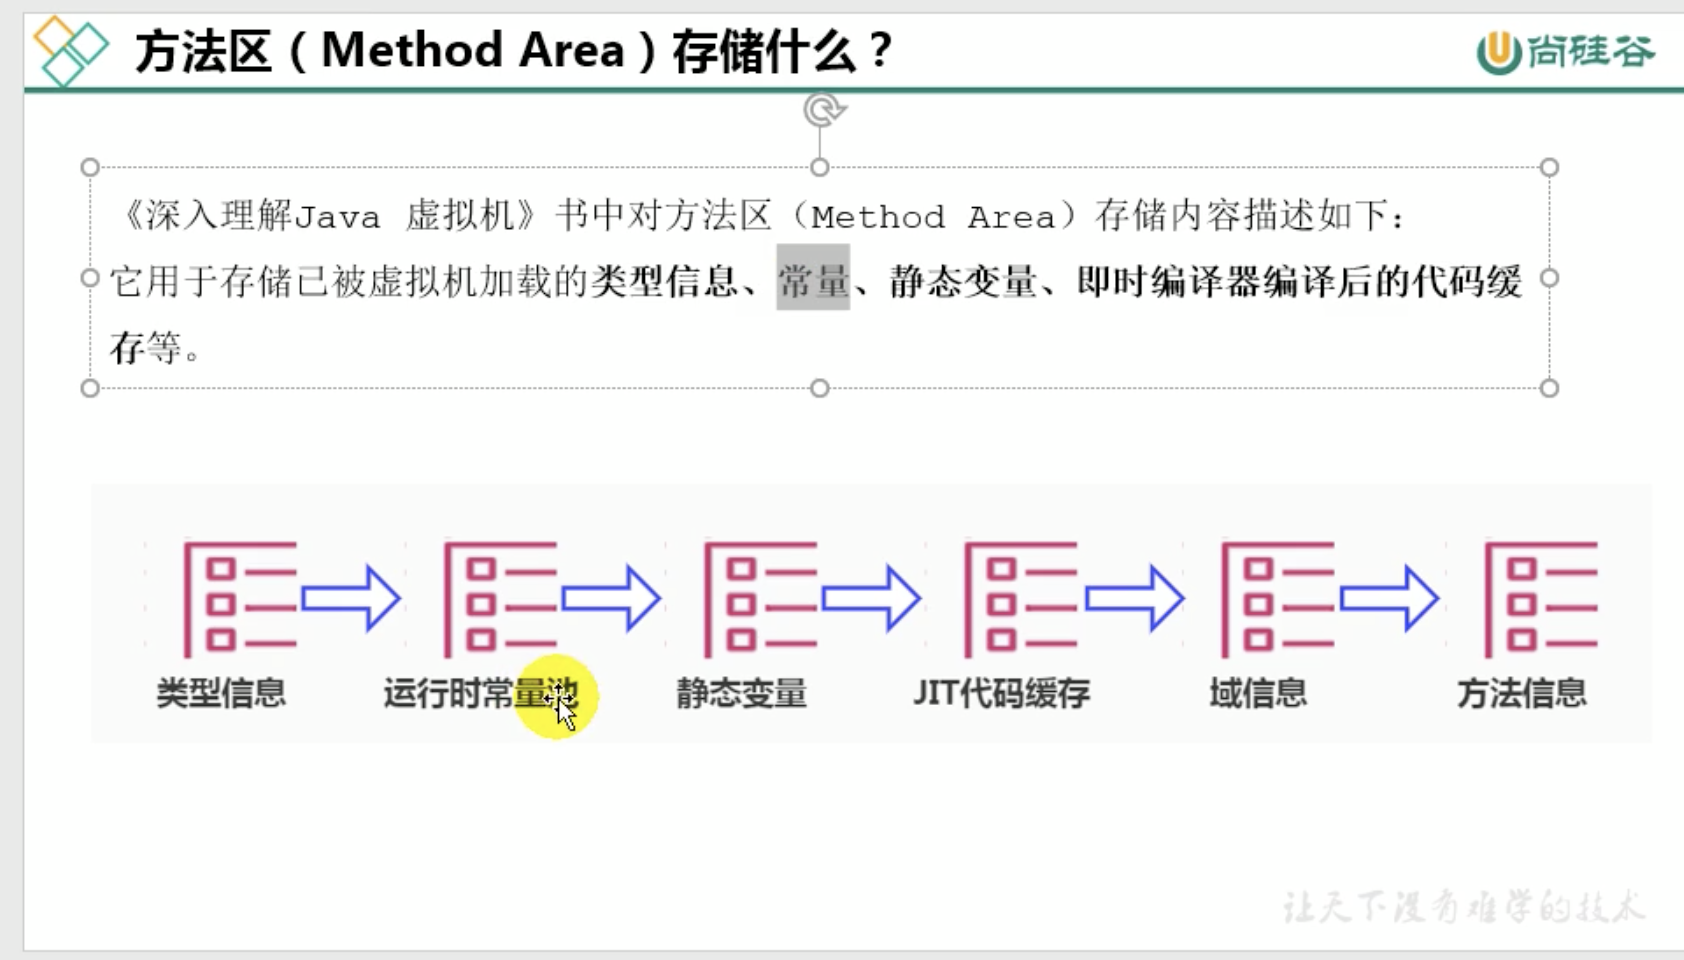 方法区（Method Area）存储什么？
尚硅谷
《深入理解Java 虚拟机》书中对方法区（Method Area）存储内容描述如下：
它用于存储已被虚拟机加载的类型信息、常量、静态变量、即时编译器编译后的代码缓
存等。
类型信息 运行时常量池 静态变量 JIT代码缓存 域信息 方法信息
让天下没有难学的技术